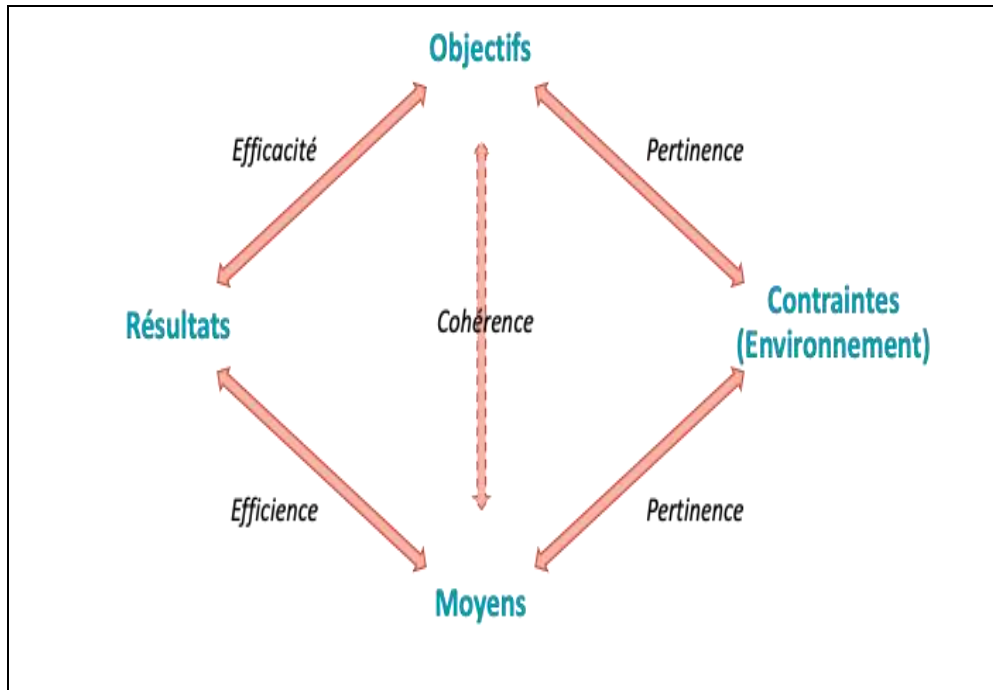 Objectifs
Efficacité
Pertinence
Résultats
Cohérence
Contraintes
(Environnement)
Efficience
Pertinence
Moyens